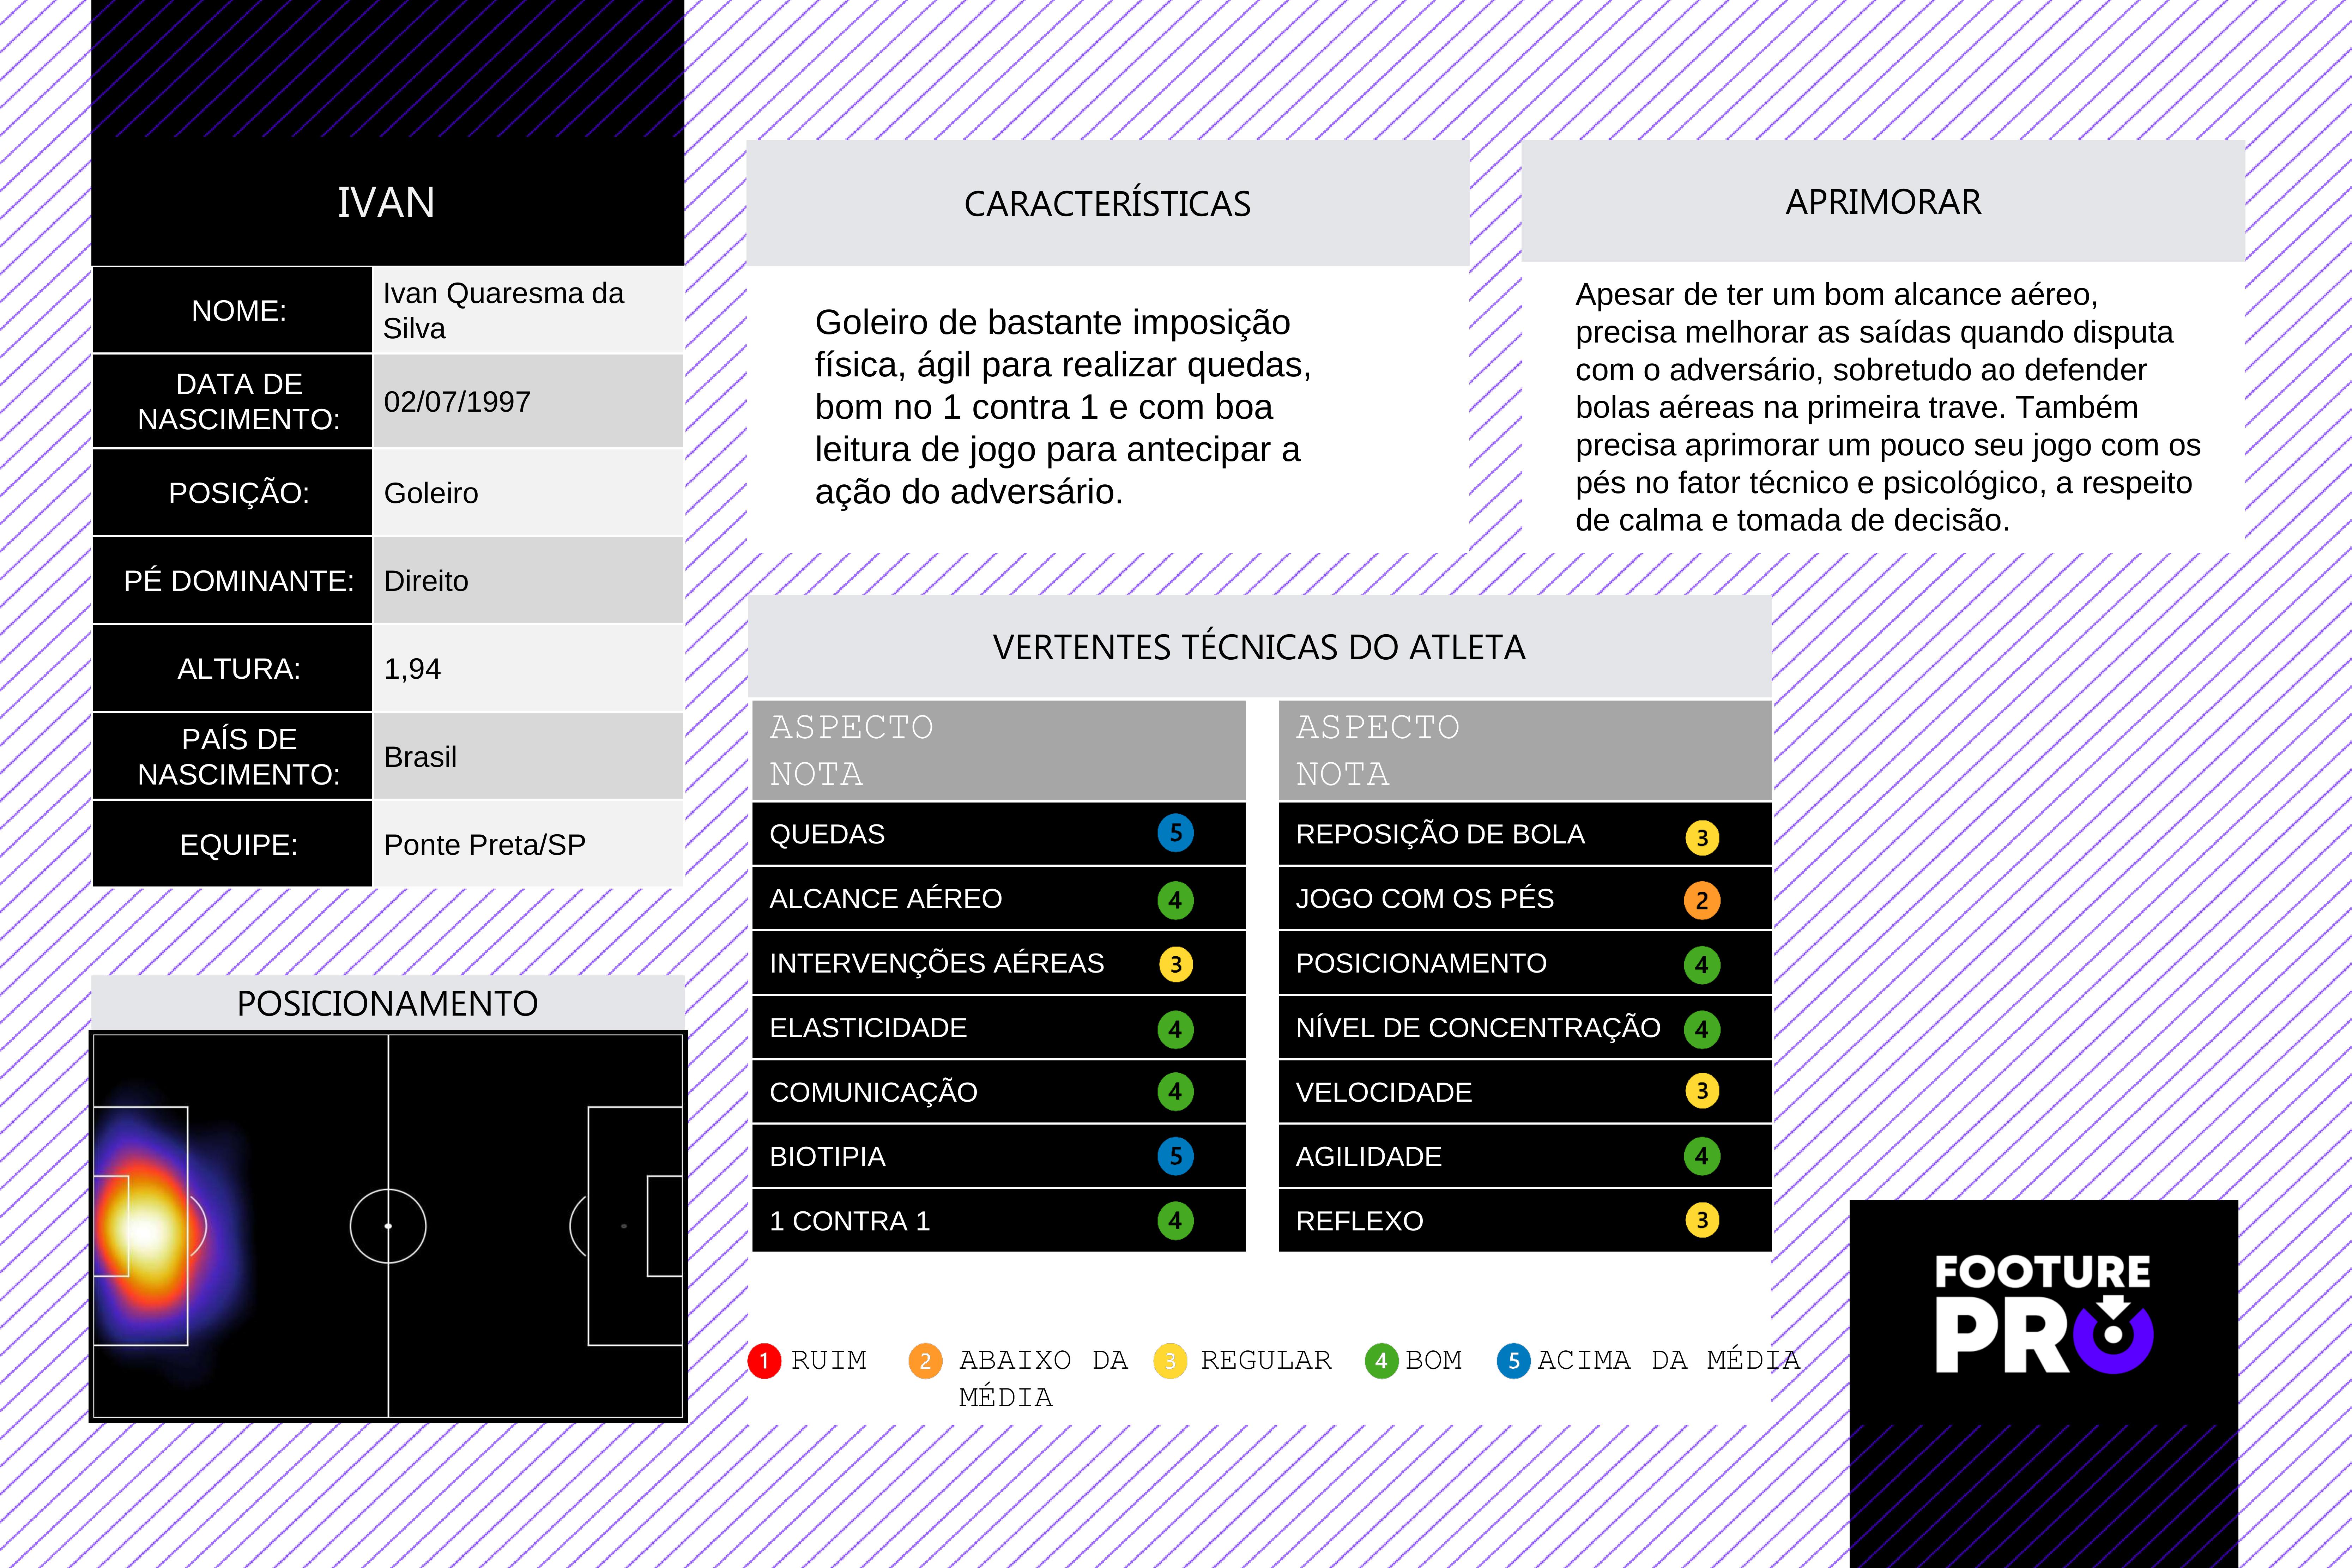 IVAN
NOME:
Ivan Quaresma da
Silva
DATA DE
NASCIMENTO:
02/07/1997
POSIÇÃO:
Goleiro
PÉ DOMINANTE:
Direito
ALTURA:
1,94
PAÍS DE
NASCIMENTO:
Brasil
EQUIPE:
Ponte Preta/SP
POSICIONAMENTO
CARACTERÍSTICAS
Goleiro de bastante imposição
física, ágil para realizar quedas,
bom no 1 contra 1 e com boa
leitura de jogo para antecipar a
ação do adversário.
APRIMORAR
Apesar de ter um bom alcance aéreo,
precisa melhorar as saídas quando disputa
com o adversário, sobretudo ao defender
bolas aéreas na primeira trave. Também
precisa aprimorar um pouco seu jogo com os
pés no fator técnico e psicológico, a respeito
de calma e tomada de decisão.
VERTENTES TÉCNICAS DO ATLETA
ASPECTO
NOTA
QUEDAS 5
ALCANCE AÉREO 4
INTERVENÇÕES AÉREAS 3
ELASTICIDADE 4
COMUNICAÇÃO 4
BIOTIPIA 5
1 CONTRA 1 4
ASPECTO
NOTA
REPOSIÇÃO DE BOLA 3
JOGO COM OS PÉS 2
POSICIONAMENTO 4
NÍVEL DE CONCENTRAÇÃO 4
VELOCIDADE 3
AGILIDADE 4
REFLEXO 3
1 RUIM
2 ABAIXO DA
MÉDIA
3 REGULAR
4 BOM
5 ACIMA DA MÉDIA
FOOTURE
PRO